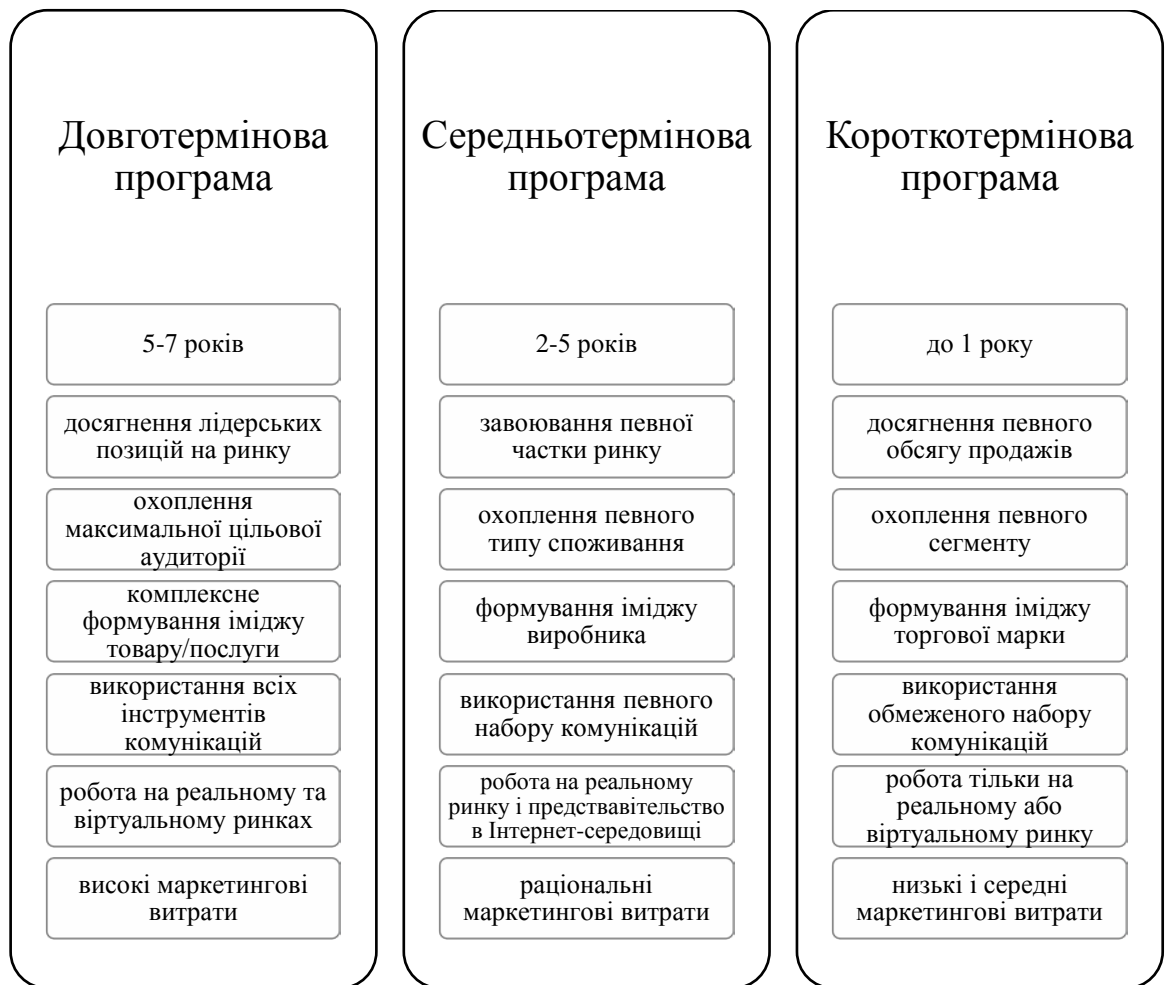 Довготермінова
програма
5-7 років
досягнення лідерських
позицій на ринку
охоплення
максимальної цільової
аудиторії
комплексне
формування іміджу
товару/послуги
використання всіх
інструментів
комунікацій
робота на реальному та
віртуальному ринках
високі маркетингові
витрати
Середньотермінова
програма
2-5 років
завоювання певної
частки ринку
охоплення певного
типу споживання
формування іміджу
виробника
використання певного
набору комунікацій
робота на реальному
ринку і предствавітельство
в Інтернет-середовищі
раціональні
маркетингові витрати
Короткотермінова
програма
до 1 року
досягнення певного
обсягу продажів
охоплення певного
сегменту
формування іміджу
торгової марки
використання
обмеженого набору
комунікацій
робота тільки на
реальному або
віртуальному ринку
низькі і середні
маркетингові витрати